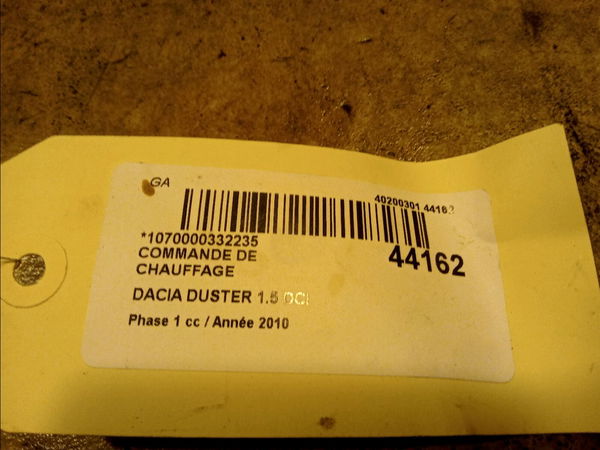 GA
40200301 44162
*1070000332235
44162
COMMANDE DE
CHAUFFAGE
DACIA DUSTER 1.5 DCI
Phase 1 cc / Année 2010